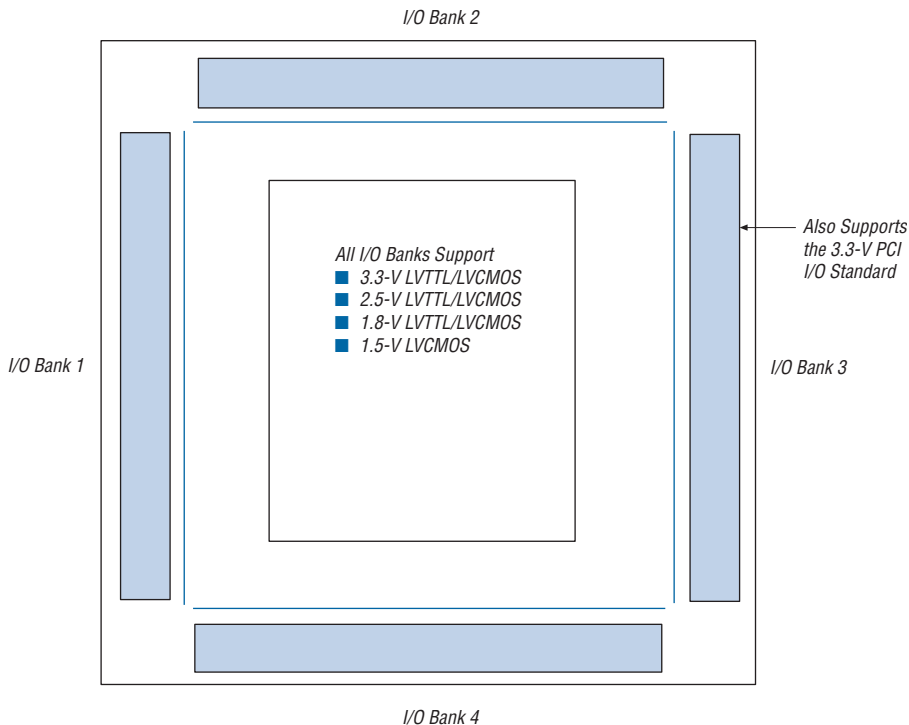 I/O Bank 2
Also Supports
the 3.3-V PCI
I/O Standard
All I/O Banks Support
■ 3.3-V LVTTL/LVCMOS
■ 2.5-V LVTTL/LVCMOS
■ 1.8-V LVTTL/LVCMOS
■ 1.5-V LVCMOS
I/O Bank 1
I/O Bank 3
I/O Bank 4